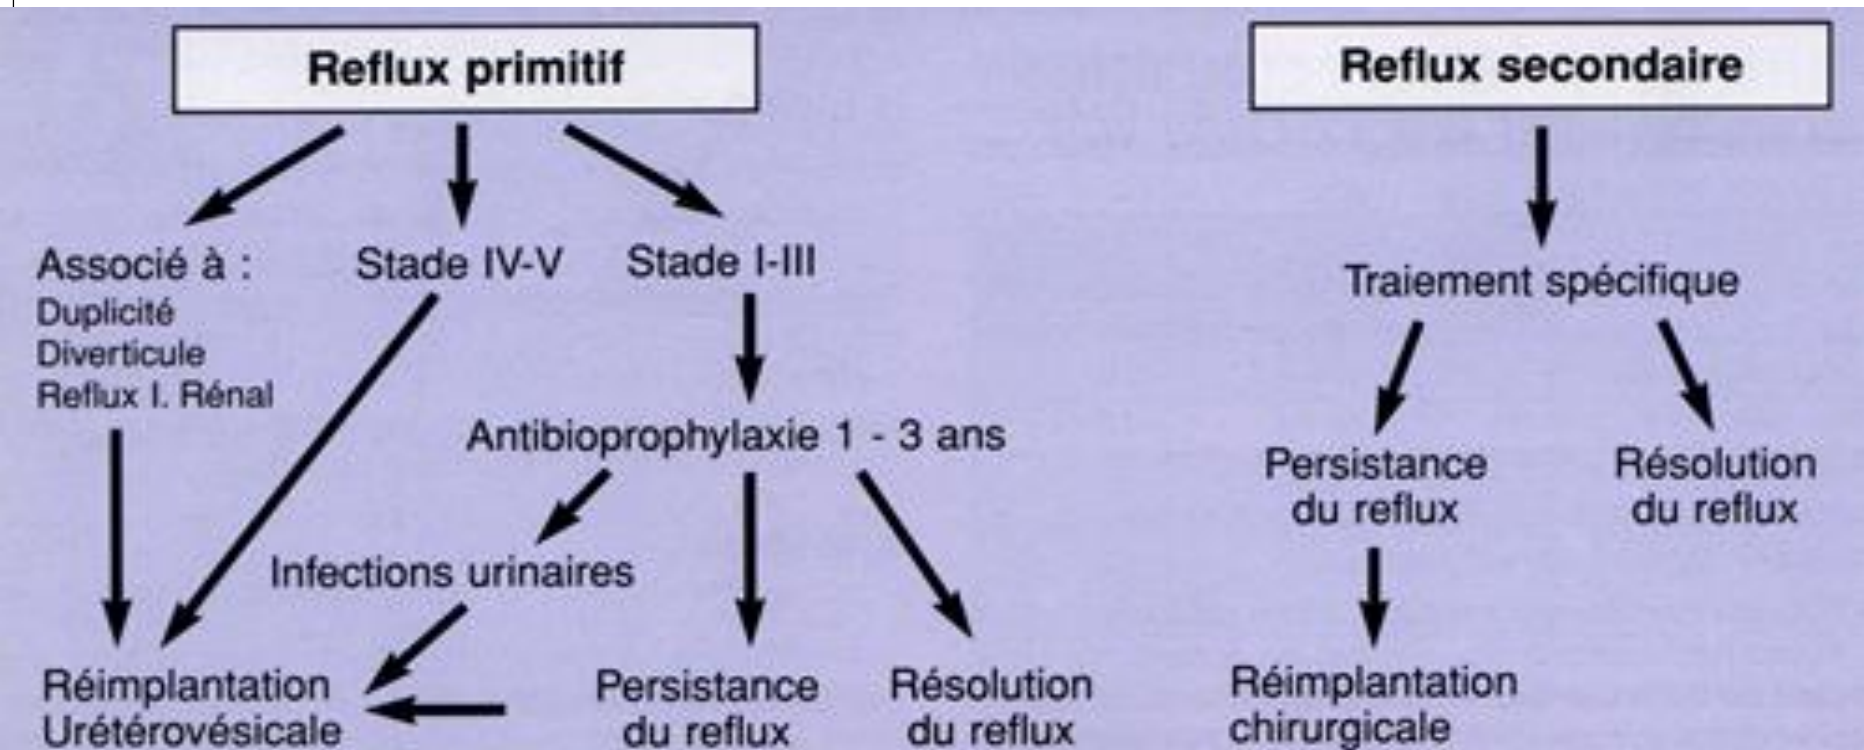 Reflux primitif
Reflux secondaire
Associé à :
Duplicité
Diverticule
Reflux I. Rénal
Stade IV-V
Stade I-III
Traiement spécifique
Antibioprophylaxie 1 - 3 ans
Persistance
du reflux
Résolution
du reflux
Infections urinaires
Réimplantation
Urétérovésicale
Persistance
du reflux
Résolution
du reflux
Réimplantation
chirurgicale